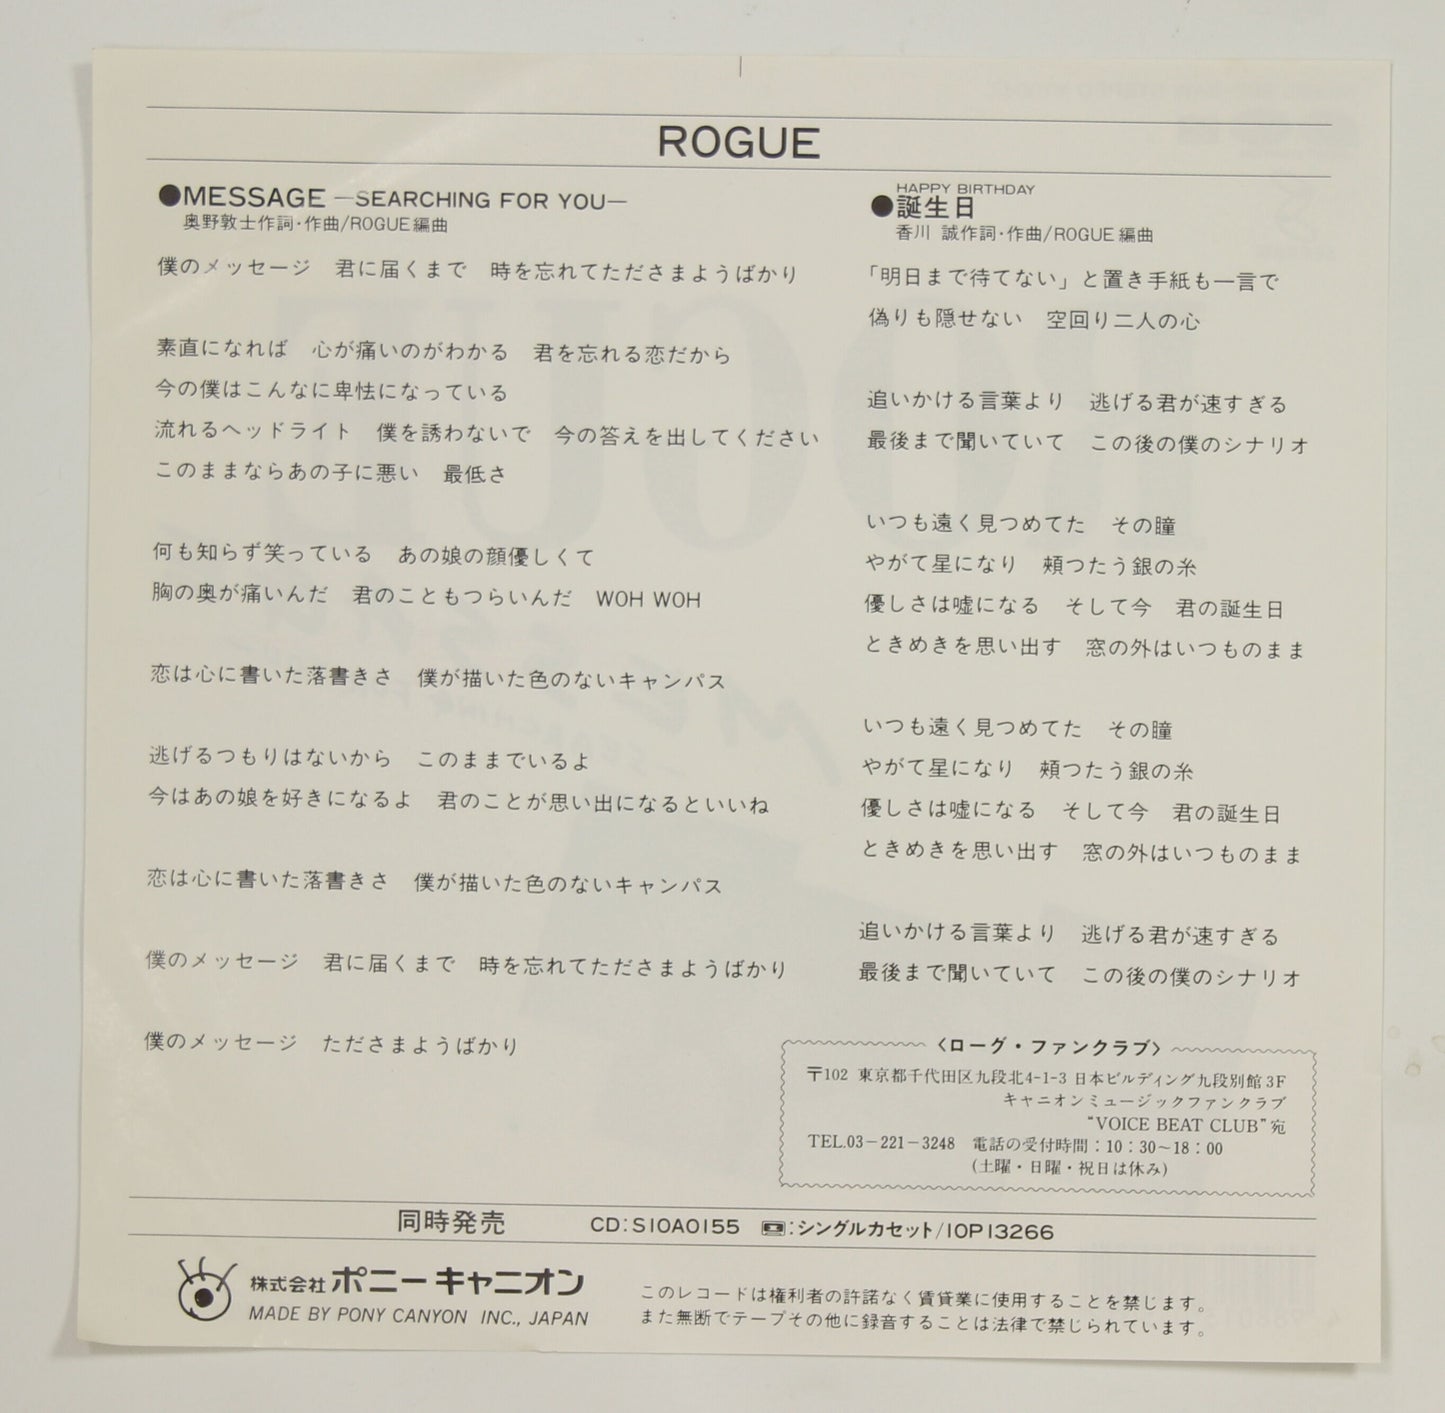 ROGUE
●MESSAGE —SEARCHING FOR YOU—
奥野敦士作詞・作曲/ROGUE編曲
僕のメッセージ　君に届くまで　時を忘れてたださまようばかり
素直になれば　心が痛いのがわかる　君を忘れる恋だから
今の僕はこんなに卑怯になっている
流れるヘッドライト　僕を誘わないで　今の答えを出してください
このままならあの子に悪い　最低さ
何も知らず笑っている　あの娘の顔優しくて
胸の奥が痛いんだ　君のこともつらいんだ　WOH WOH
恋は心に書いた落書きさ　僕が描いた色のないキャンパス
逃げるつもりはないから　このままでいるよ
今はあの娘を好きになるよ　君のことが思い出になるといいね
恋は心に書いた落書きさ　僕が描いた色のないキャンパス
僕のメッセージ　君に届くまで　時を忘れてたださまようばかり
僕のメッセージ　たださまようばかり
HAPPY BIRTHDAY
●誕生日
香川 誠作詞・作曲/ROGUE編曲
「明日まで待てない」と置き手紙も一言で
偽りも隠せない　空回り二人の心
追いかける言葉より　逃げる君が速すぎる
最後まで聞いていて　この後の僕のシナリオ
いつも遠く見つめてた　その瞳
やがて星になり　頬つたう銀の糸
優しさは嘘になる　そして今　君の誕生日
ときめきを思い出す　窓の外はいつものまま
いつも遠く見つめてた　その瞳
やがて星になり　頬つたう銀の糸
優しさは嘘になる　そして今　君の誕生日
ときめきを思い出す　窓の外はいつものまま
追いかける言葉より　逃げる君が速すぎる
最後まで聞いていて　この後の僕のシナリオ
〈ローグ・ファンクラブ〉
〒102 東京都千代田区九段北4-1-3 日本ビルディング九段別館3F
キャニオンミュージックファンクラブ
“VOICE BEAT CLUB”宛
TEL.03−221−3248　電話の受付時間：10：30〜18：00
(土曜・日曜・祝日は休み)
同時発売　CD:S10A0155　:シングルカセット/10P13266
株式会社ポニーキャニオン
MADE BY PONY CANYON INC., JAPAN
このレコードは権利者の許諾なく賃貸業に使用することを禁じます。
また無断でテープその他に録音することは法律で禁じられています。